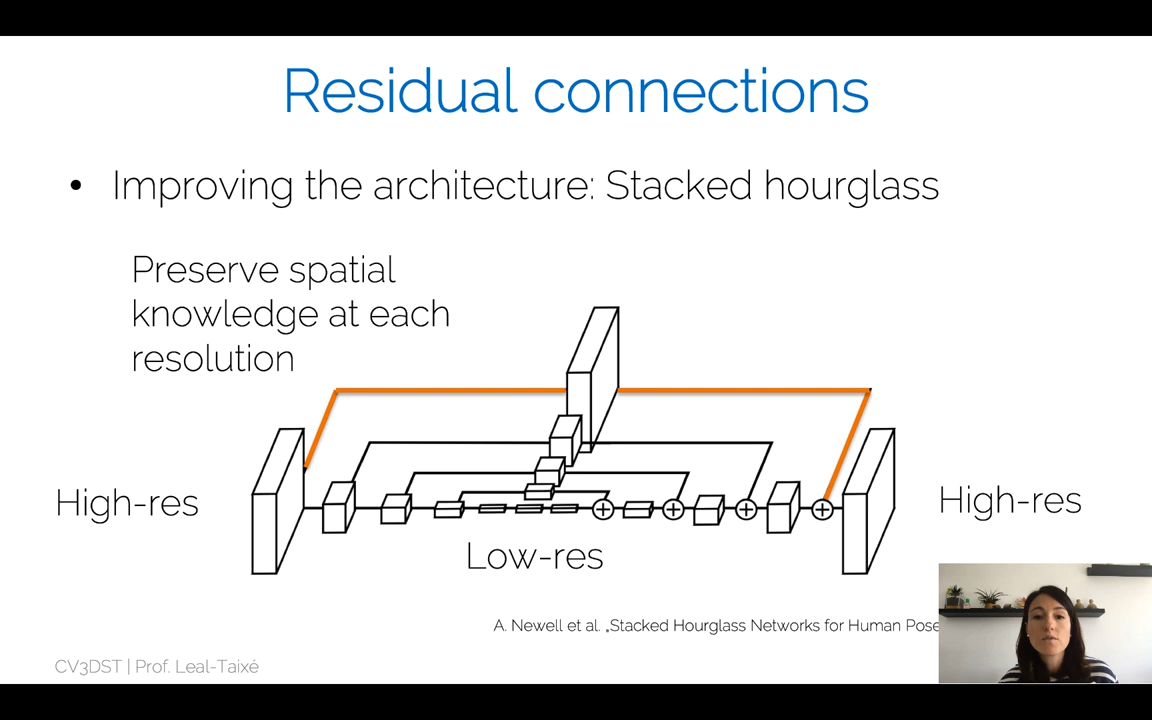 Residual connections
• Improving the architecture: Stacked hourglass
Preserve spatial
knowledge at each
resolution
High-res
High-res
Low-res
A. Newell et al. „Stacked Hourglass Networks for Human Pose
CV3DST | Prof. Leal-Taixé